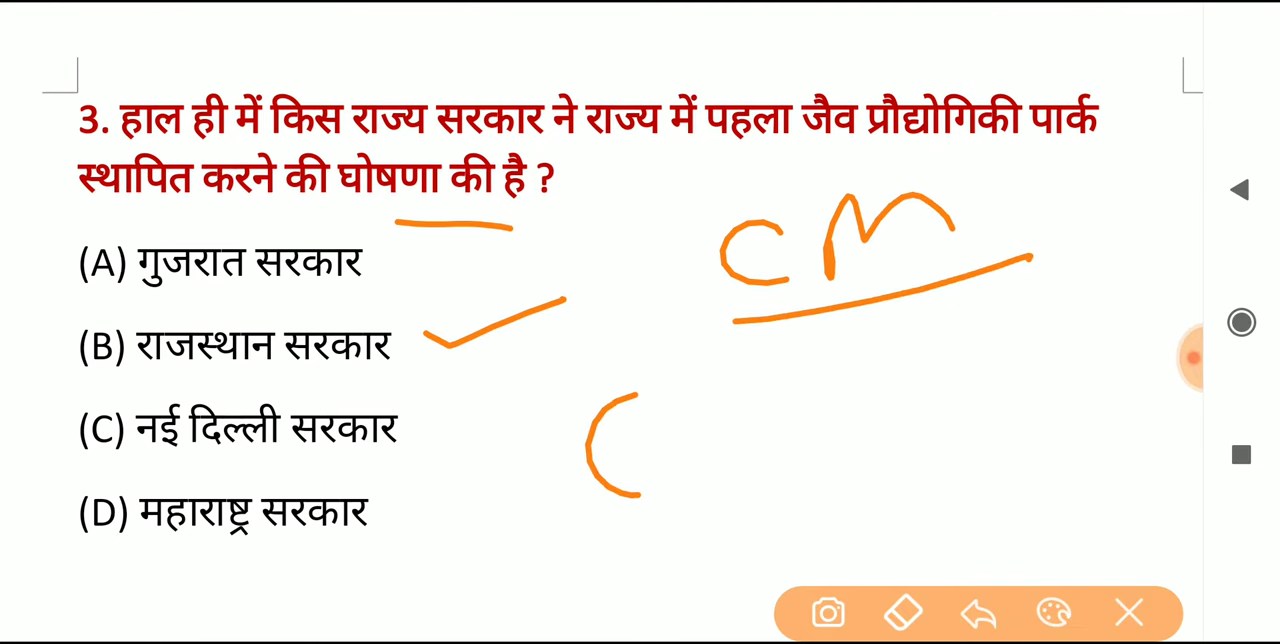 3. हाल ही में किस राज्य सरकार ने राज्य में पहला जैव प्रौद्योगिकी पार्क
स्थापित करने की घोषणा की है ?
CM
(A) गुजरात सरकार
(B) राजस्थान सरकार
(C) नई दिल्ली सरकार
(D) महाराष्ट्र सरकार